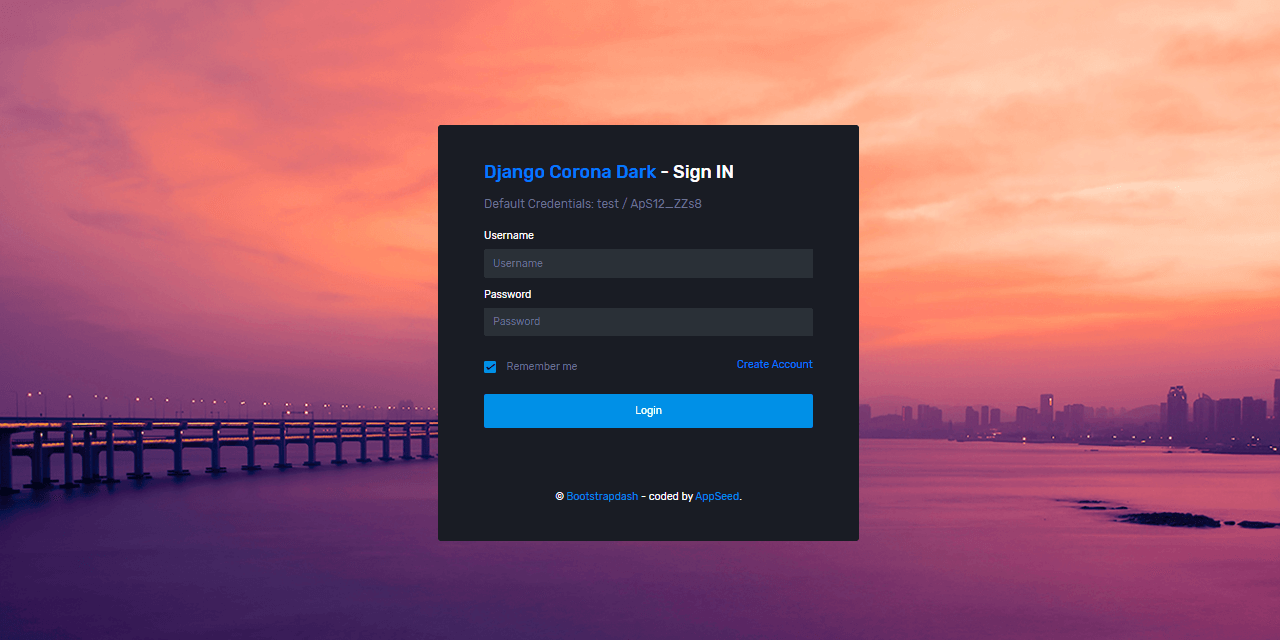 Django Corona Dark - Sign IN
Default Credentials: test / ApS12_ZZs8
Username
Username
Password
Password
Remember me
Create Account
Login
© Bootstrapdash - coded by AppSeed.